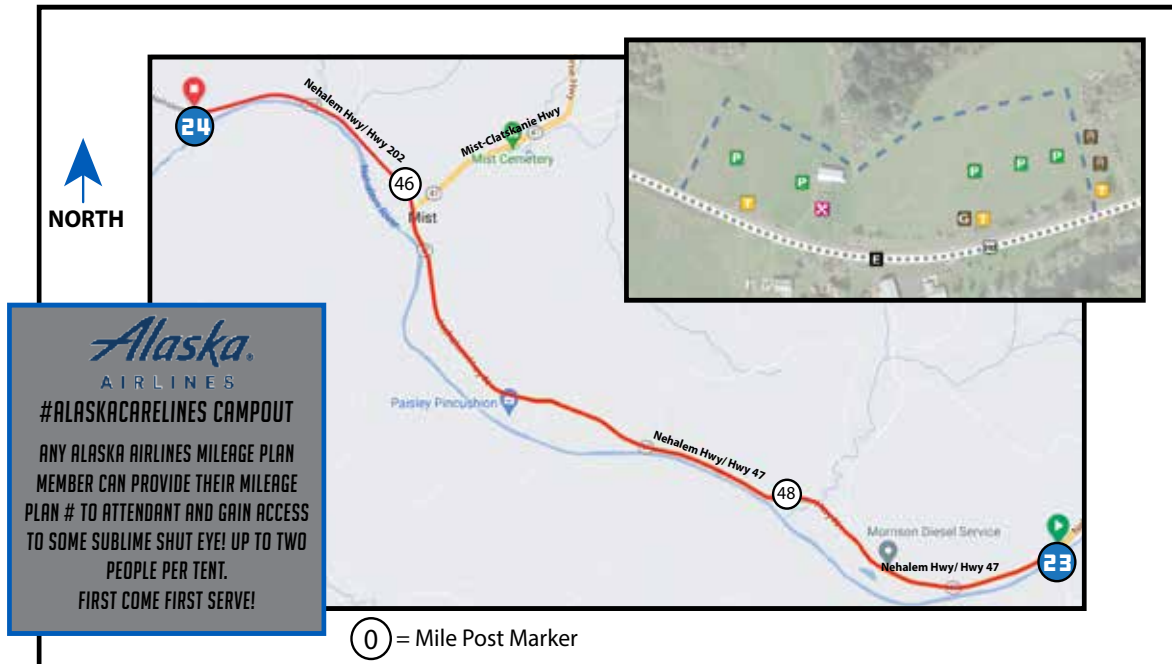 24
Nehalem Hwy/ Hwy 202
Mist-Clatskanie Hwy
Mist Cemetery
47
46
47
Mist
NORTH
P
P
P
P
P
T
T
T
G
E
202
Alaska®
AIRLINES
#ALASKACARELINES CAMPOUT
ANY ALASKA AIRLINES MILEAGE PLAN
MEMBER CAN PROVIDE THEIR MILEAGE
PLAN # TO ATTENDANT AND GAIN ACCESS
TO SOME SUBLIME SHUT EYE! UP TO TWO
PEOPLE PER TENT.
FIRST COME FIRST SERVE!
Paisley Pincushion
Nehalem Hwy/ Hwy 47
48
Morrison Diesel Service
Nehalem Hwy/ Hwy 47
23
0 = Mile Post Marker